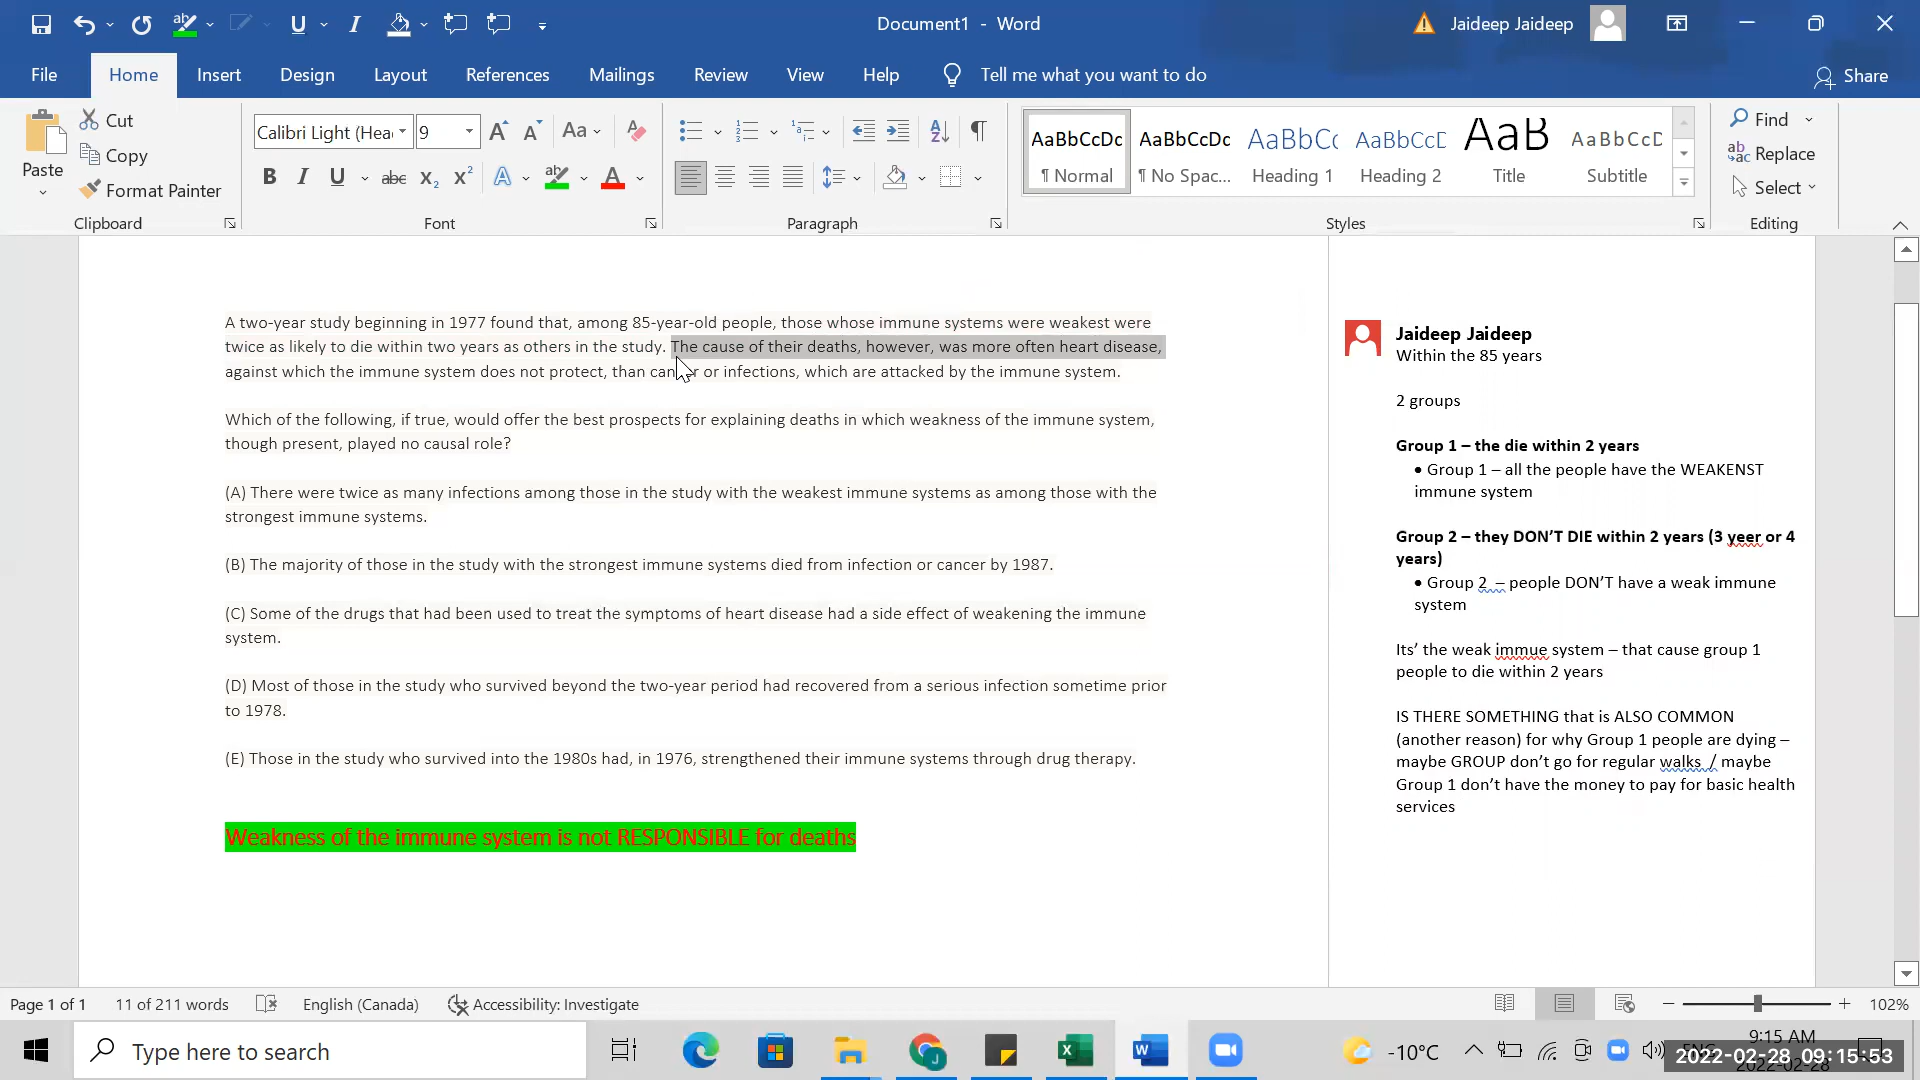 Document1 - Word
Jaideep Jaideep
File Home Insert Design Layout References Mailings Review View Help Tell me what you want to do Share
Paste Cut Copy Format Painter
Calibri Light (Hea 9 Aa
AaBbCcDc AaBbCcDc AaBbCc AaBbCcD AaB AaBbCcD
¶ Normal ¶ No Spac... Heading 1 Heading 2 Title Subtitle
Find Replace Select
Clipboard Font Paragraph Styles Editing
A two-year study beginning in 1977 found that, among 85-year-old people, those whose immune systems were weakest were
twice as likely to die within two years as others in the study. The cause of their deaths, however, was more often heart disease,
against which the immune system does not protect, than cancer or infections, which are attacked by the immune system.
Which of the following, if true, would offer the best prospects for explaining deaths in which weakness of the immune system,
though present, played no causal role?
(A) There were twice as many infections among those in the study with the weakest immune systems as among those with the
strongest immune systems.
(B) The majority of those in the study with the strongest immune systems died from infection or cancer by 1987.
(C) Some of the drugs that had been used to treat the symptoms of heart disease had a side effect of weakening the immune
system.
(D) Most of those in the study who survived beyond the two-year period had recovered from a serious infection sometime prior
to 1978.
(E) Those in the study who survived into the 1980s had, in 1976, strengthened their immune systems through drug therapy.
Weakness of the immune system is not RESPONSIBLE for deaths
Jaideep Jaideep
Within the 85 years
2 groups
Group 1 – the die within 2 years
• Group 1 – all the people have the WEAKENST
immune system
Group 2 – they DON'T DIE within 2 years (3 yeer or 4
years)
• Group 2 – people DON'T have a weak immune
system
Its' the weak immue system – that cause group 1
people to die within 2 years
IS THERE SOMETHING that is ALSO COMMON
(another reason) for why Group 1 people are dying –
maybe GROUP don't go for regular walks / maybe
Group 1 don't have the money to pay for basic health
services
Page 1 of 1 11 of 211 words English (Canada) Accessibility: Investigate 102%
Type here to search
-10°C
9:15 AM
2022-02-28 09:15:53